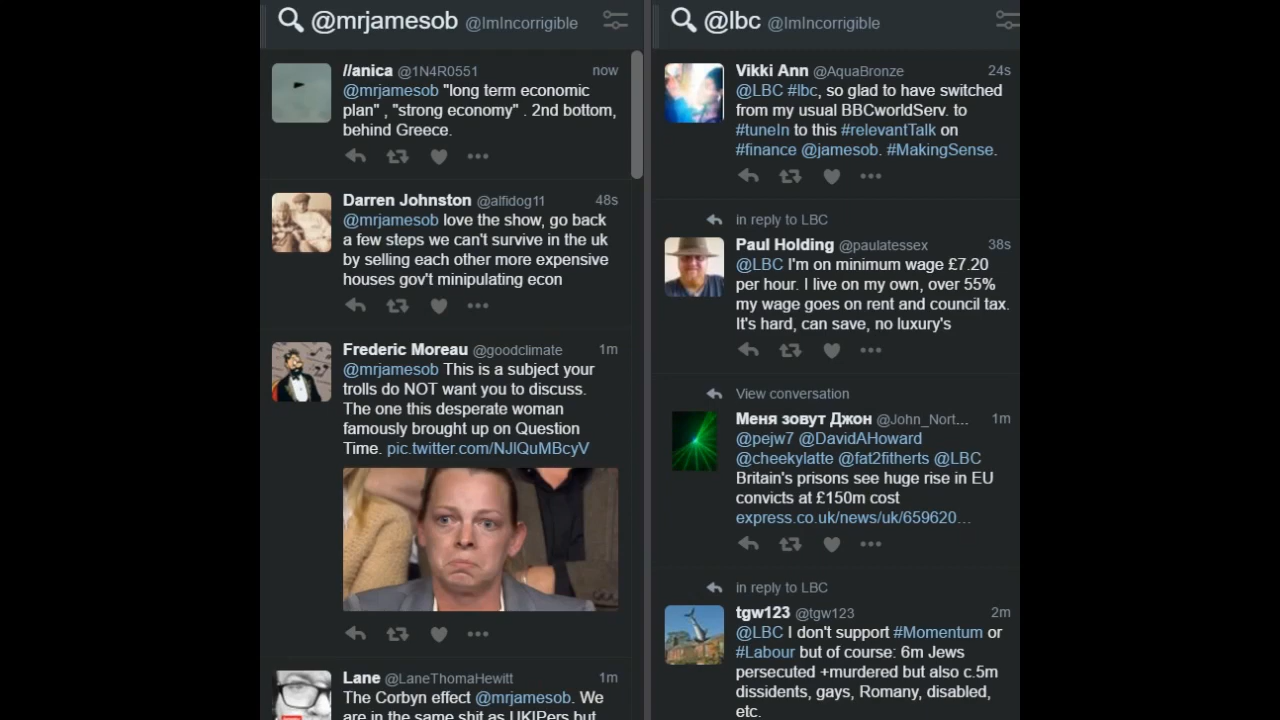 @mrjamesob @ImIncorrigible
//anica @1N4R0551 now
@mrjamesob "long term economic
plan" , "strong economy" . 2nd bottom,
behind Greece.
Darren Johnston @alfidog11 48s
@mrjamesob love the show, go back
a few steps we can't survive in the uk
by selling each other more expensive
houses gov't minipulating econ
Frederic Moreau @goodclimate 1m
@mrjamesob This is a subject your
trolls do NOT want you to discuss.
The one this desperate woman
famously brought up on Question
Time. pic.twitter.com/NJlQuMBcyV
Lane @LaneThomaHewitt 1m
The Corbyn effect @mrjamesob. We
are in the same shit as UKIPers but
@lbc @ImIncorrigible
Vikki Ann @AquaBronze 24s
@LBC #lbc, so glad to have switched
from my usual BBCworldServ. to
#tuneIn to this #relevantTalk on
#finance @jamesob. #MakingSense.
in reply to LBC
Paul Holding @paulatessex 38s
@LBC I'm on minimum wage £7.20
per hour. I live on my own, over 55%
my wage goes on rent and council tax.
It's hard, can save, no luxury's
View conversation
Меня зовут Джон @John_Nort... 1m
@pejw7 @DavidAHoward
@cheekylatte @fat2fitherts @LBC
Britain's prisons see huge rise in EU
convicts at £150m cost
express.co.uk/news/uk/659620...
in reply to LBC
tgw123 @tgw123 2m
@LBC I don't support #Momentum or
#Labour but of course: 6m Jews
persecuted +murdered but also c.5m
dissidents, gays, Romany, disabled,
etc.